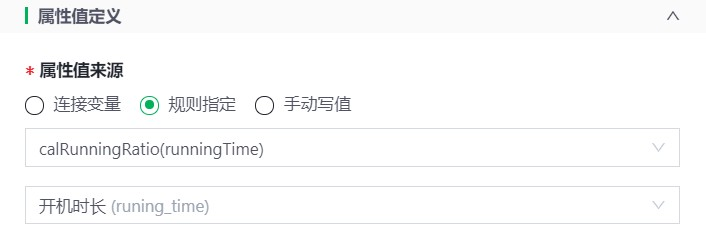 属性值定义
* 属性值来源
连接变量 规则指定 手动写值
calRunningRatio(runningTime)
开机时长 (runing_time)